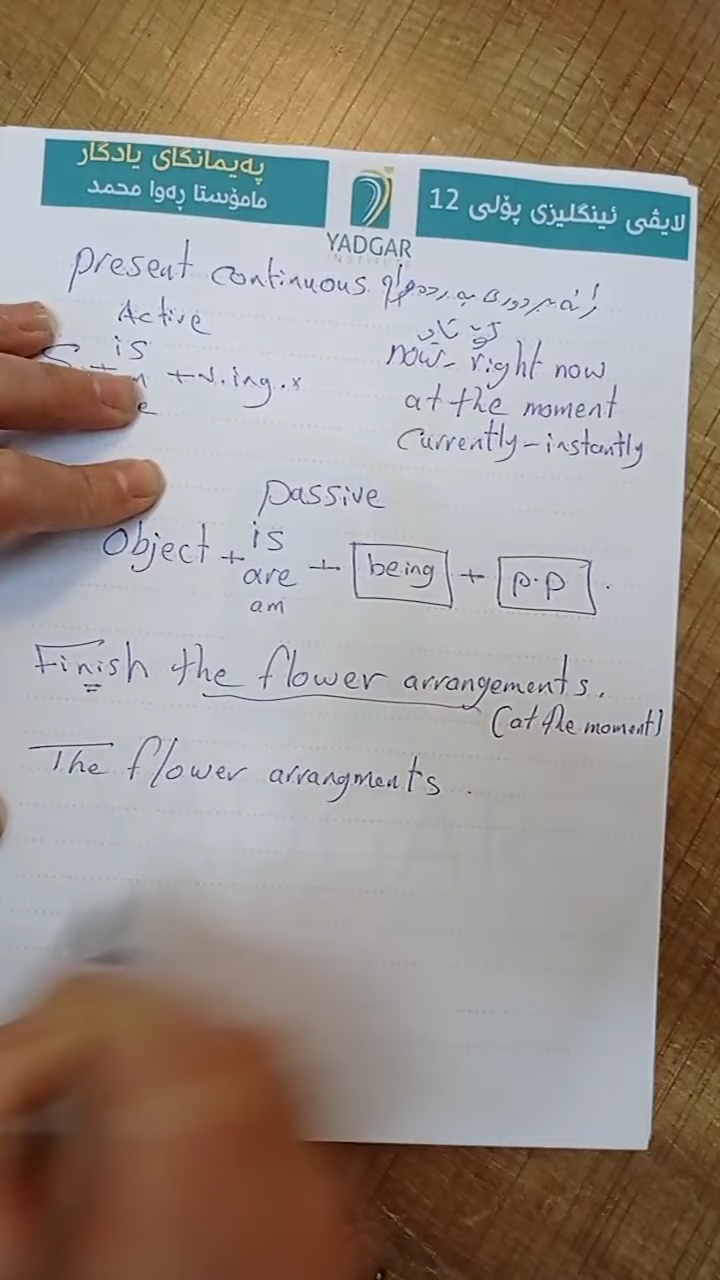 پەیمانگای یادگار
مامۆستا ڕەوا محمد
YADGAR
INSTITUTE
لایڤی ئینگلیزی پۆلی 12
present continuous
Active
is
+ v.ing.x
now - right now
at the moment
currently - instantly
passive
Object + is are am + being + p.p.
Finish the flower arrangements.
(at the moment)
The flower arrangments.